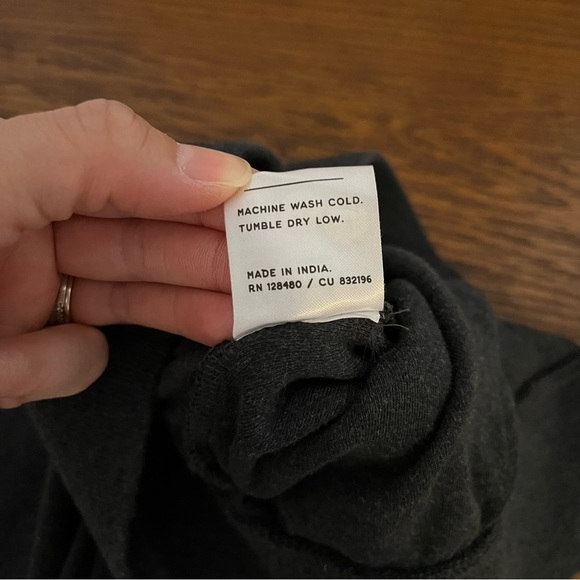 MACHINE WASH COLD.
TUMBLE DRY LOW.
MADE IN INDIA.
RN 128480 / CU 832196